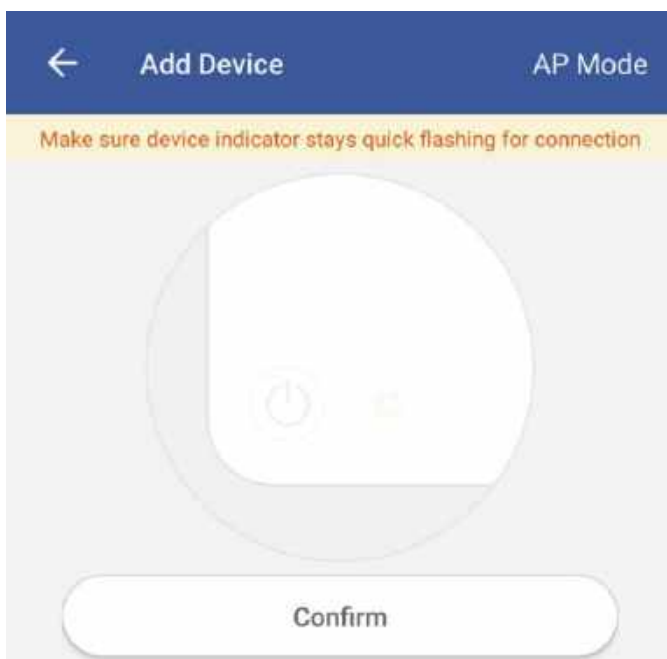 Add Device
AP Mode
Make sure device indicator stays quick flashing for connection
Confirm